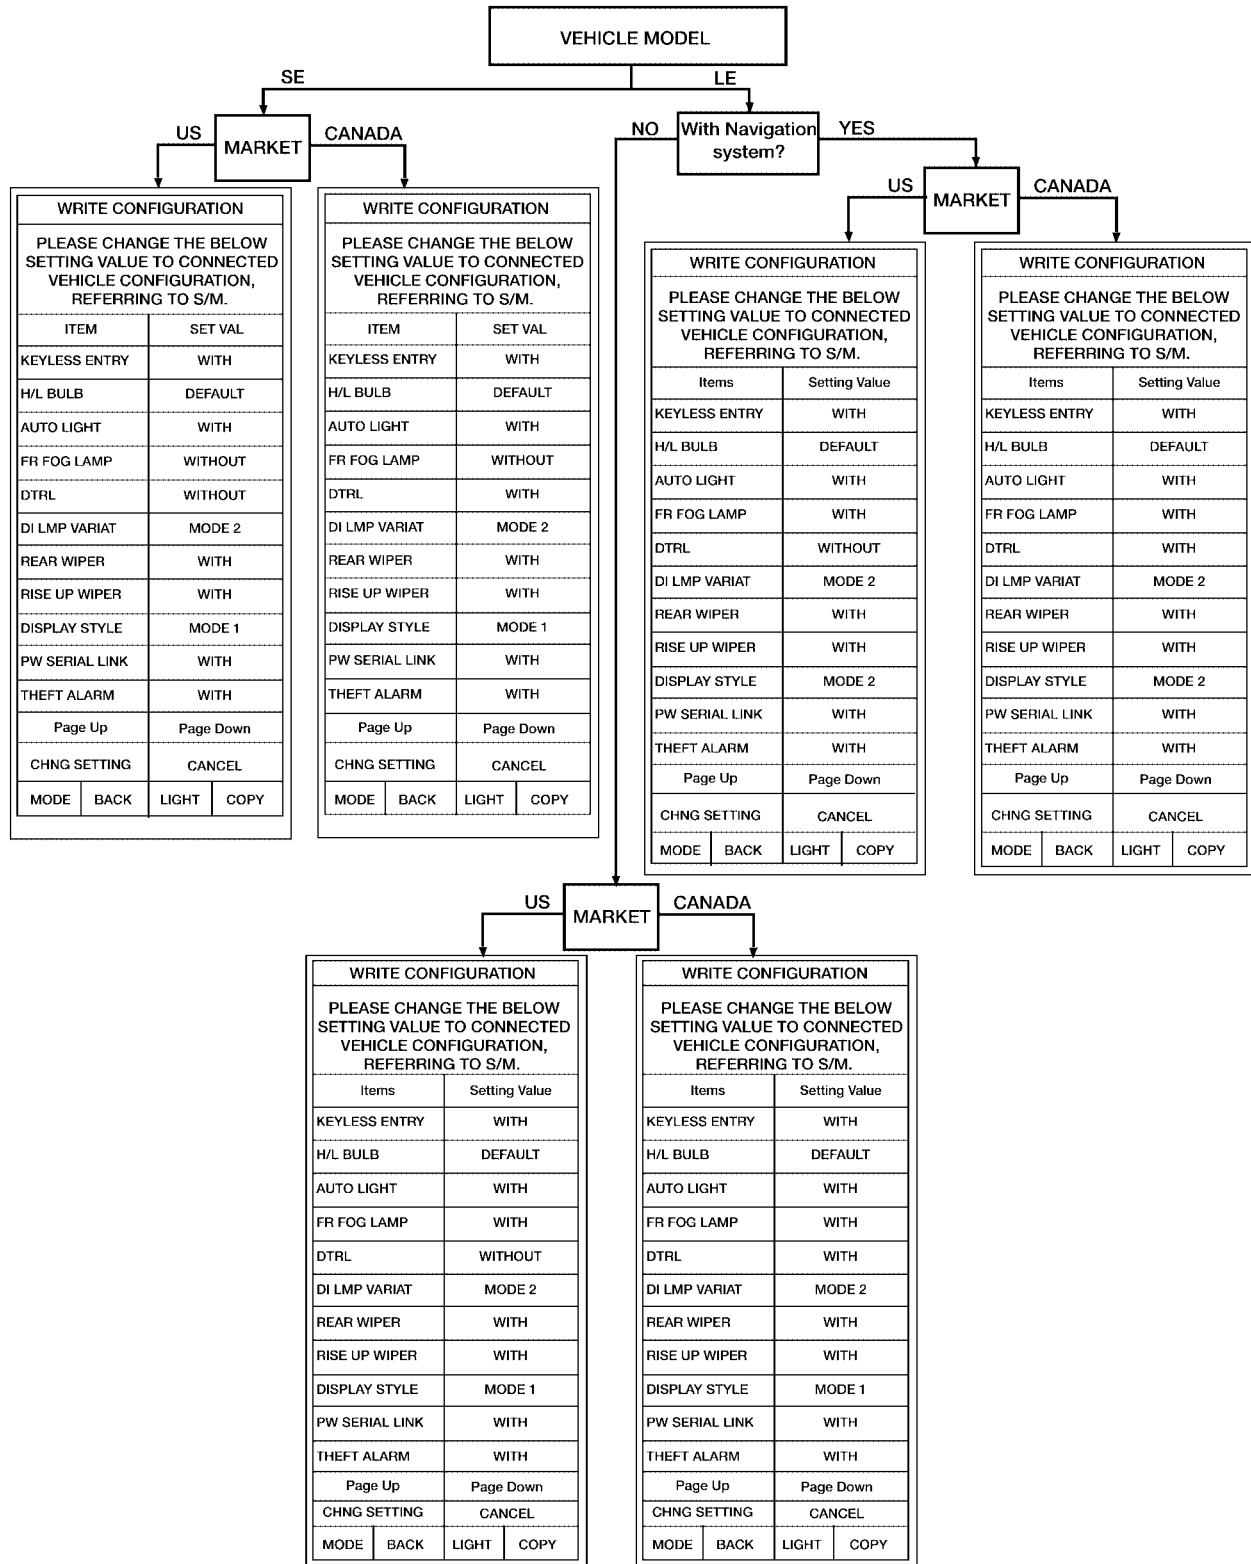 VEHICLE MODEL
SE
LE
US
MARKET
CANADA
NO
With Navigation
system?
YES
US
MARKET
CANADA
WRITE CONFIGURATION
PLEASE CHANGE THE BELOW
SETTING VALUE TO CONNECTED
VEHICLE CONFIGURATION,
REFERRING TO S/M.
ITEM SET VAL
KEYLESS ENTRY WITH
H/L BULB DEFAULT
AUTO LIGHT WITH
FR FOG LAMP WITHOUT
DTRL WITHOUT
DI LMP VARIAT MODE 2
REAR WIPER WITH
RISE UP WIPER WITH
DISPLAY STYLE MODE 1
PW SERIAL LINK WITH
THEFT ALARM WITH
Page Up Page Down
CHNG SETTING CANCEL
MODE BACK LIGHT COPY
WRITE CONFIGURATION
PLEASE CHANGE THE BELOW
SETTING VALUE TO CONNECTED
VEHICLE CONFIGURATION,
REFERRING TO S/M.
ITEM SET VAL
KEYLESS ENTRY WITH
H/L BULB DEFAULT
AUTO LIGHT WITH
FR FOG LAMP WITHOUT
DTRL WITH
DI LMP VARIAT MODE 2
REAR WIPER WITH
RISE UP WIPER WITH
DISPLAY STYLE MODE 1
PW SERIAL LINK WITH
THEFT ALARM WITH
Page Up Page Down
CHNG SETTING CANCEL
MODE BACK LIGHT COPY
WRITE CONFIGURATION
PLEASE CHANGE THE BELOW
SETTING VALUE TO CONNECTED
VEHICLE CONFIGURATION,
REFERRING TO S/M.
Items Setting Value
KEYLESS ENTRY WITH
H/L BULB DEFAULT
AUTO LIGHT WITH
FR FOG LAMP WITH
DTRL WITHOUT
DI LMP VARIAT MODE 2
REAR WIPER WITH
RISE UP WIPER WITH
DISPLAY STYLE MODE 2
PW SERIAL LINK WITH
THEFT ALARM WITH
Page Up Page Down
CHNG SETTING CANCEL
MODE BACK LIGHT COPY
WRITE CONFIGURATION
PLEASE CHANGE THE BELOW
SETTING VALUE TO CONNECTED
VEHICLE CONFIGURATION,
REFERRING TO S/M.
Items Setting Value
KEYLESS ENTRY WITH
H/L BULB DEFAULT
AUTO LIGHT WITH
FR FOG LAMP WITH
DTRL WITH
DI LMP VARIAT MODE 2
REAR WIPER WITH
RISE UP WIPER WITH
DISPLAY STYLE MODE 2
PW SERIAL LINK WITH
THEFT ALARM WITH
Page Up Page Down
CHNG SETTING CANCEL
MODE BACK LIGHT COPY
US
MARKET
CANADA
WRITE CONFIGURATION
PLEASE CHANGE THE BELOW
SETTING VALUE TO CONNECTED
VEHICLE CONFIGURATION,
REFERRING TO S/M.
Items Setting Value
KEYLESS ENTRY WITH
H/L BULB DEFAULT
AUTO LIGHT WITH
FR FOG LAMP WITH
DTRL WITHOUT
DI LMP VARIAT MODE 2
REAR WIPER WITH
RISE UP WIPER WITH
DISPLAY STYLE MODE 1
PW SERIAL LINK WITH
THEFT ALARM WITH
Page Up Page Down
CHNG SETTING CANCEL
MODE BACK LIGHT COPY
WRITE CONFIGURATION
PLEASE CHANGE THE BELOW
SETTING VALUE TO CONNECTED
VEHICLE CONFIGURATION,
REFERRING TO S/M.
Items Setting Value
KEYLESS ENTRY WITH
H/L BULB DEFAULT
AUTO LIGHT WITH
FR FOG LAMP WITH
DTRL WITH
DI LMP VARIAT MODE 2
REAR WIPER WITH
RISE UP WIPER WITH
DISPLAY STYLE MODE 1
PW SERIAL LINK WITH
THEFT ALARM WITH
Page Up Page Down
CHNG SETTING CANCEL
MODE BACK LIGHT COPY